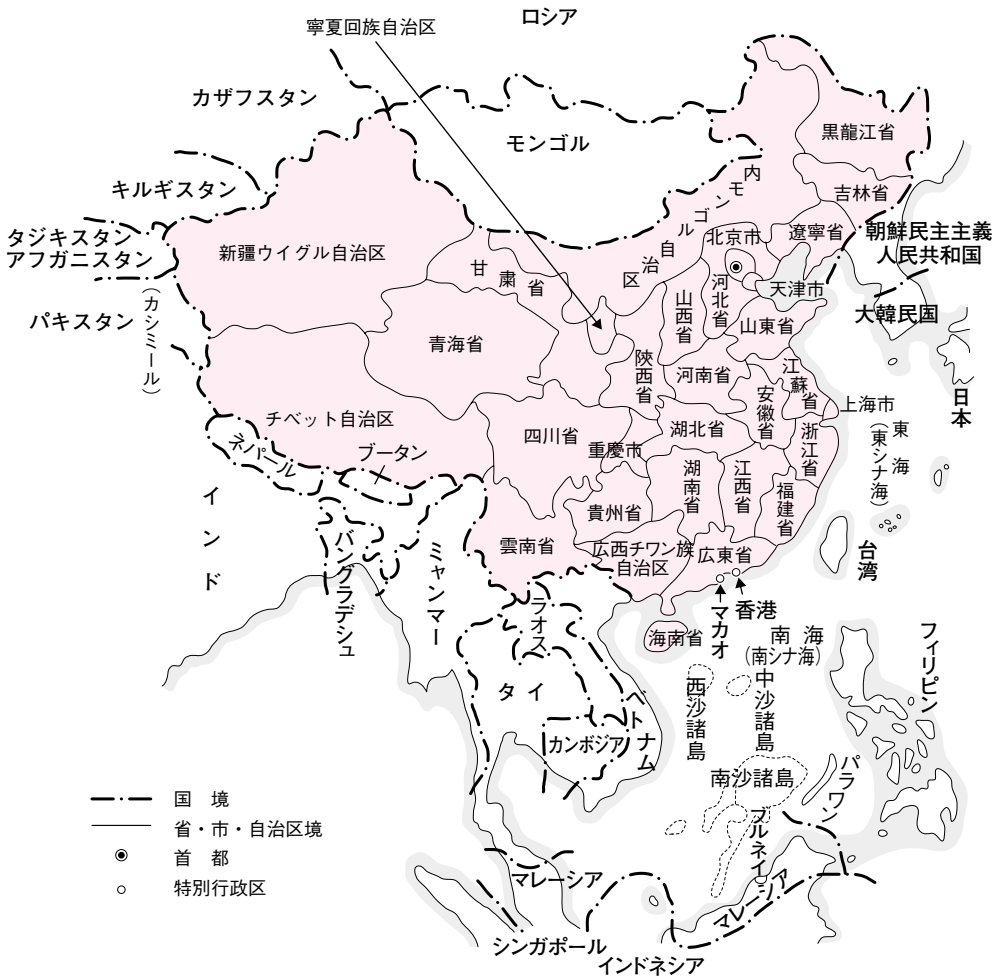 ロシア
寧夏回族自治区
カザフスタン
モンゴル
黒龍江省
キルギスタン
内モンゴル自治区
吉林省
タジキスタン
アフガニスタン
新疆ウイグル自治区
北京市
遼寧省
朝鮮民主主義
人民共和国
甘粛省
天津市
(カシミール)
パキスタン
山西省
河北省
山東省
大韓民国
青海省
陝西省
河南省
江蘇省
安徽省
日本
上海市
チベット自治区
四川省
重慶市
湖北省
浙江省
東海
(東シナ海)
ネパール
ブータン
湖南省
江西省
福建省
インド
貴州省
雲南省
広西チワン族
自治区
広東省
台湾
バングラデシュ
ミャンマー
ラオス
マカオ
香港
海南省
南海
(南シナ海)
フィリピン
タイ
ベトナム
西沙諸島
中沙諸島
カンボジア
南沙諸島
パラワン
ブルネイ
国境
省・市・自治区境
首都
特別行政区
マレーシア
マレーシア
シンガポール
インドネシア